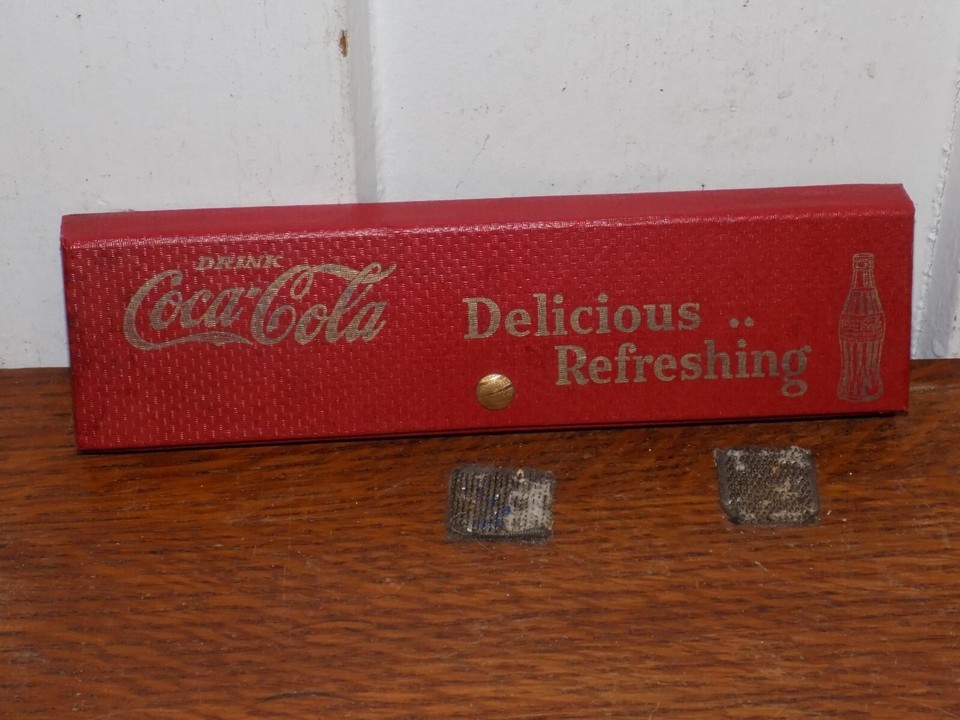 DRINK
Coca-Cola
Delicious ..
Refreshing